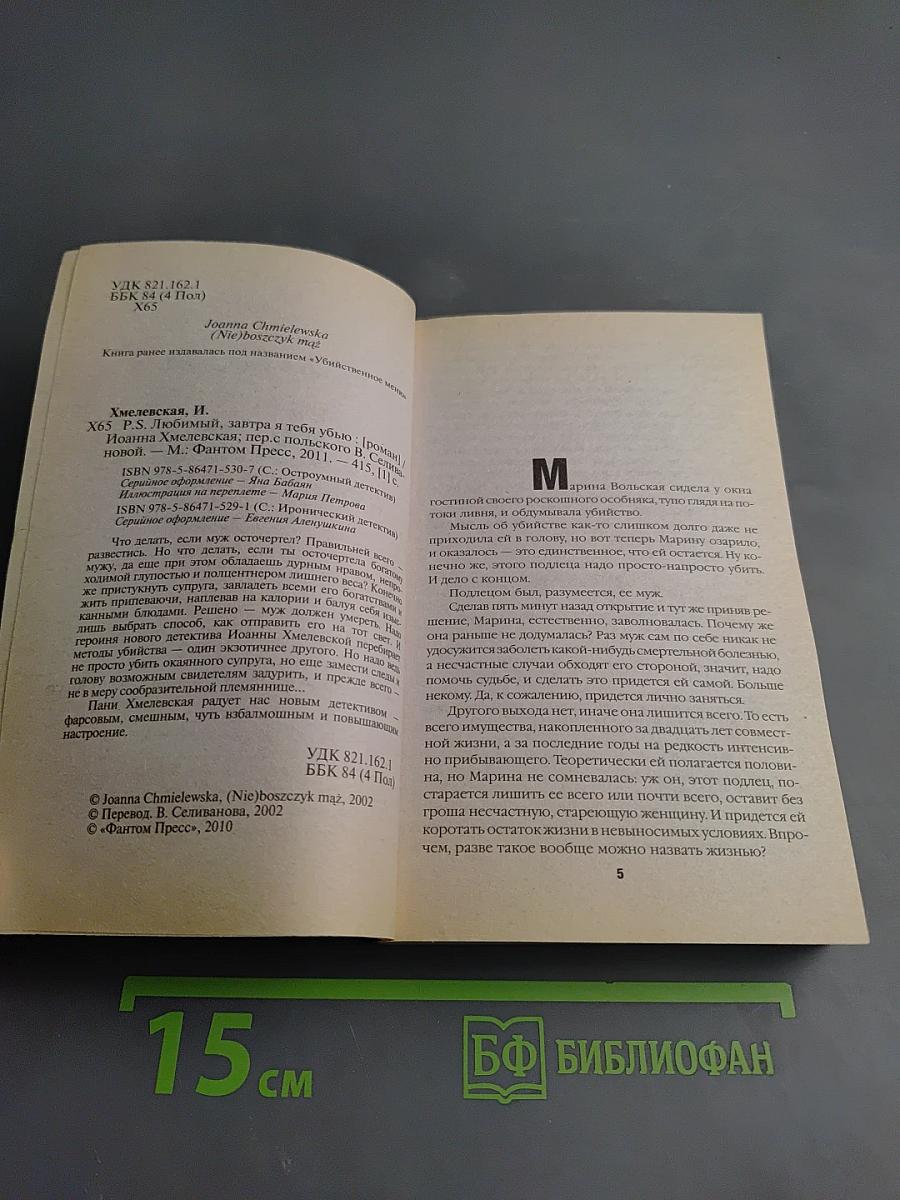 УДК 821.162.1
ББК 84 (4 Пол)
Х65
Joanna Chmielewska
(Nie)boszczyk mąż
Книга ранее издавалась под названием «Убийственное меню»
Хмелевская, И.
Х65 P.S. Любимый, завтра я тебя убью : [роман] /
Иоанна Хмелевская; пер.с польского В. Селива-
новой. — М.: Фантом Пресс, 2011. — 415, [1] с.
ISBN 978-5-86471-530-7 (С.: Остроумный детектив)
Серийное оформление — Яна Бабаян
Иллюстрация на переплете — Мария Петрова
ISBN 978-5-86471-529-1 (С.: Иронический детектив)
Серийное оформление — Евгения Аленушкина
Что делать, если муж осточертел? Правильней всего —
развестись. Но что делать, если ты осточертела богатому
мужу, да еще при этом обладаешь дурным нравом, непро-
ходимой глупостью и полцентнером лишнего веса? Конечно
же пристукнуть супруга, завладеть всеми его богатствами и
жить припеваючи, наплевав на калории и балуя себя изыс-
канными блюдами. Решено — муж должен умереть. Надо
лишь выбрать способ, как отправить его на тот свет. И
героиня нового детектива Иоанны Хмелевской перебирает
методы убийства — один экзотичнее другого. Но надо ведь
не просто убить окаянного супруга, но еще замести следы и
голову возможным свидетелям задурить, и прежде всего —
не в меру сообразительной племяннице...
Пани Хмелевская радует нас новым детективом —
фарсовым, смешным, чуть взбалмошным и повышающим
настроение.
УДК 821.162.1
ББК 84 (4 Пол)
© Joanna Chmielewska, (Nie)boszczyk mąż, 2002
© Перевод. В. Селиванова, 2002
© «Фантом Пресс», 2010
Марина Вольская сидела у окна
гостиной своего роскошного особняка, тупо глядя на по-
токи ливня, и обдумывала убийство.
Мысль об убийстве как-то слишком долго даже не
приходила ей в голову, но вот теперь Марину озарило,
и оказалось — это единственное, что ей остается. Ну ко-
нечно же, этого подлеца надо просто-напросто убить.
И дело с концом.
Подлецом был, разумеется, ее муж.
Сделав пять минут назад открытие и тут же приняв ре-
шение, Марина, естественно, заволновалась. Почему же
она раньше не додумалась? Раз муж сам по себе никак не
удосужится заболеть какой-нибудь смертельной болезнью,
а несчастные случаи обходят его стороной, значит, надо
помочь судьбе, и сделать это придется ей самой. Больше
некому. Да, к сожалению, придется лично заняться.
Другого выхода нет, иначе она лишится всего. То есть
всего имущества, накопленного за двадцать лет совмест-
ной жизни, а за последние годы на редкость интенсив-
но прибывающего. Теоретически ей полагается полови-
на, но Марина не сомневалась: уж он, этот подлец, по-
старается лишить ее всего или почти всего, оставит без
гроша несчастную, стареющую женщину. И придется ей
коротать остаток жизни в невыносимых условиях. Впро-
чем, разве такое вообще можно назвать жизнью?
5
15 см
БФ БИБЛИОФАН